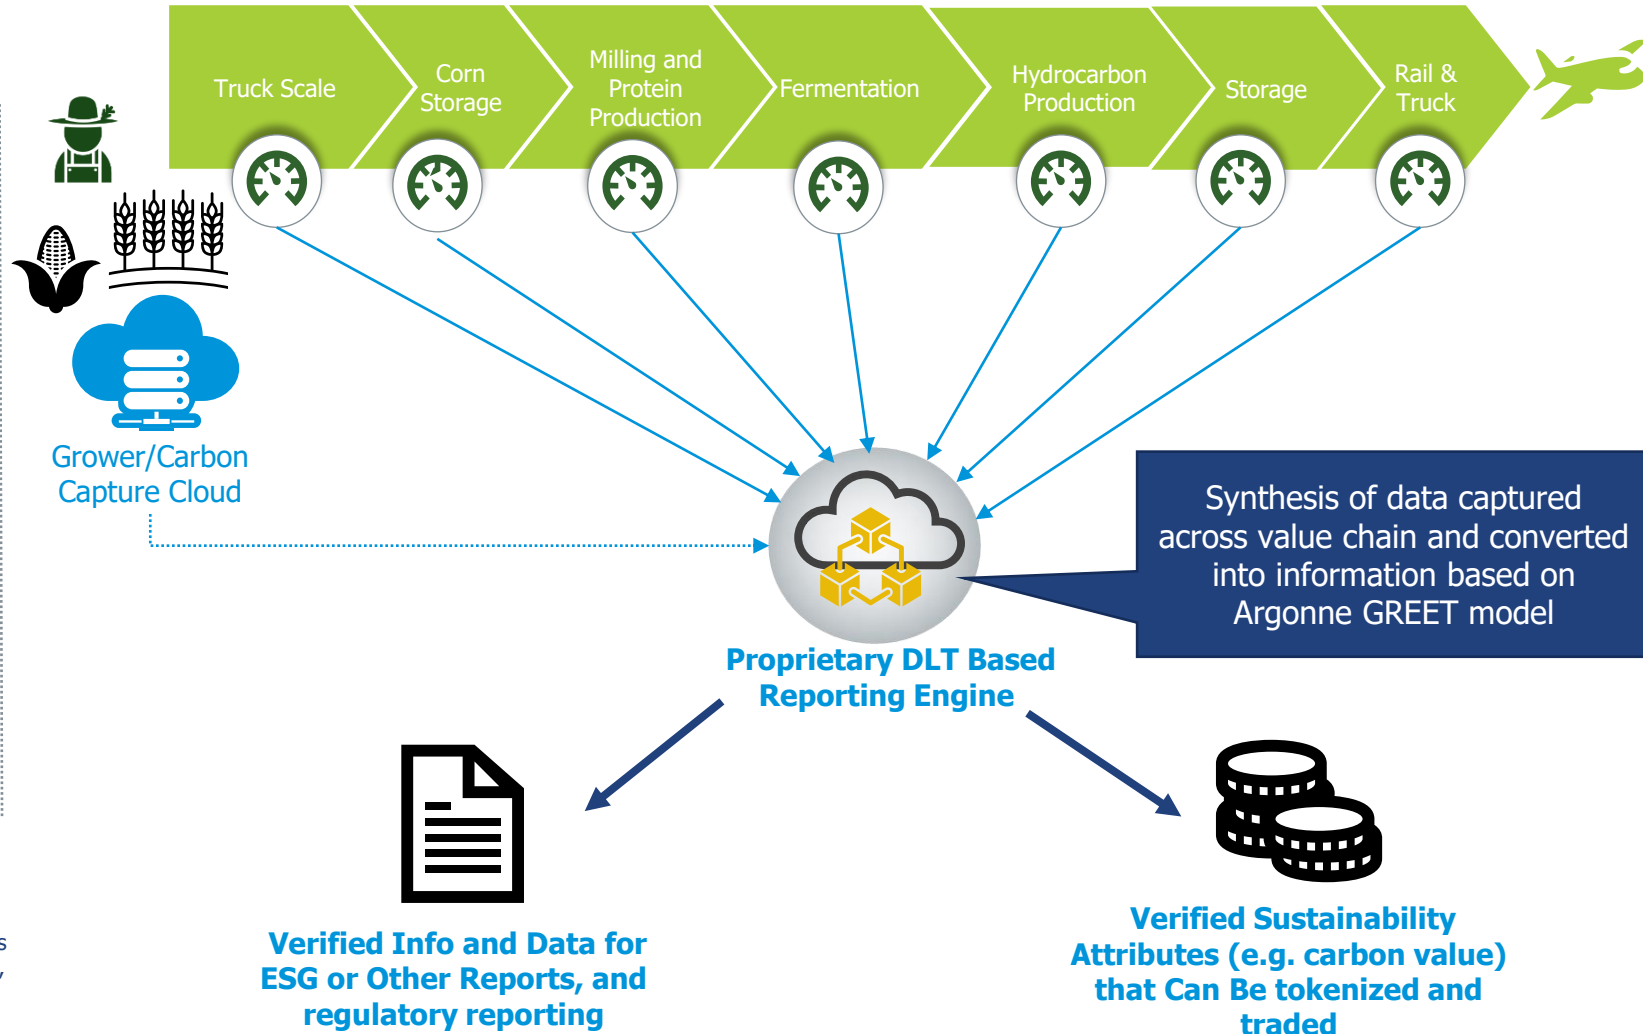 Truck Scale
Corn
Storage
Milling and
Protein
Production
Fermentation
Hydrocarbon
Production
Storage
Rail &
Truck
Grower/Carbon
Capture Cloud
Synthesis of data captured
across value chain and converted
into information based on
Argonne GREET model
Proprietary DLT Based
Reporting Engine
Verified Info and Data for
ESG or Other Reports, and
regulatory reporting
Verified Sustainability
Attributes (e.g. carbon value)
that Can Be tokenized and
traded